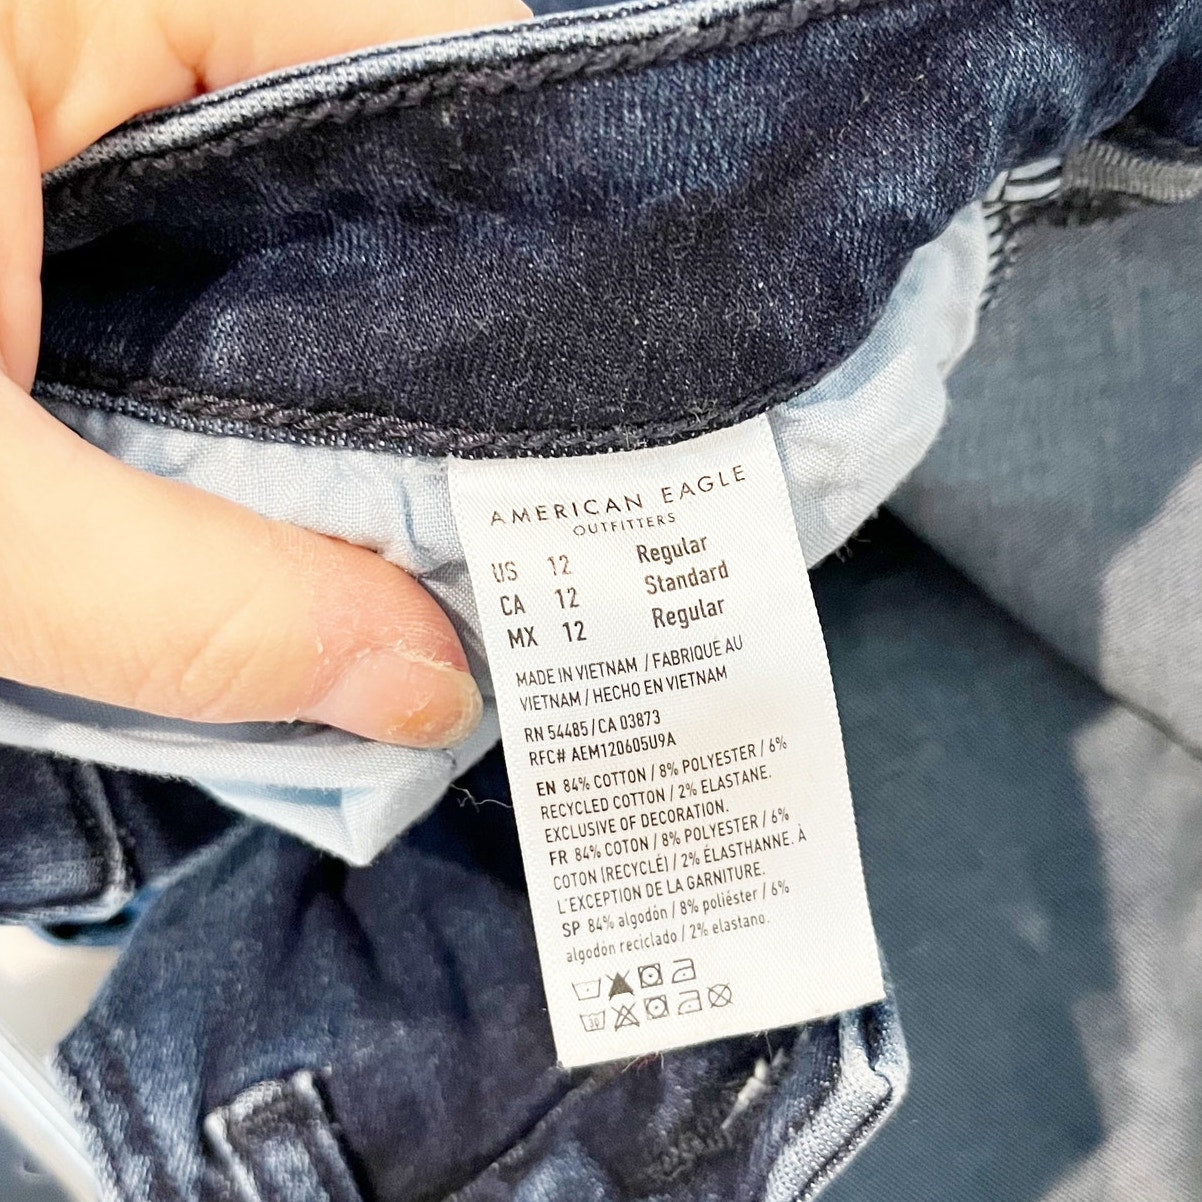 AMERICAN EAGLE
OUTFITTERS
US 12 Regular
CA 12 Standard
MX 12 Regular
MADE IN VIETNAM / FABRIQUE AU
VIETNAM / HECHO EN VIETNAM
RN 54485 / CA 03873
RFC# AEM120605U9A
EN 84% COTTON / 8% POLYESTER / 6%
RECYCLED COTTON / 2% ELASTANE.
EXCLUSIVE OF DECORATION.
FR 84% COTON / 8% POLYESTER / 6%
COTON (RECYCLÉ) / 2% ÉLASTHANNE. À
L'EXCEPTION DE LA GARNITURE.
SP 84% algodón / 8% poliéster / 6%
algodón reciclado / 2% elastano.
30